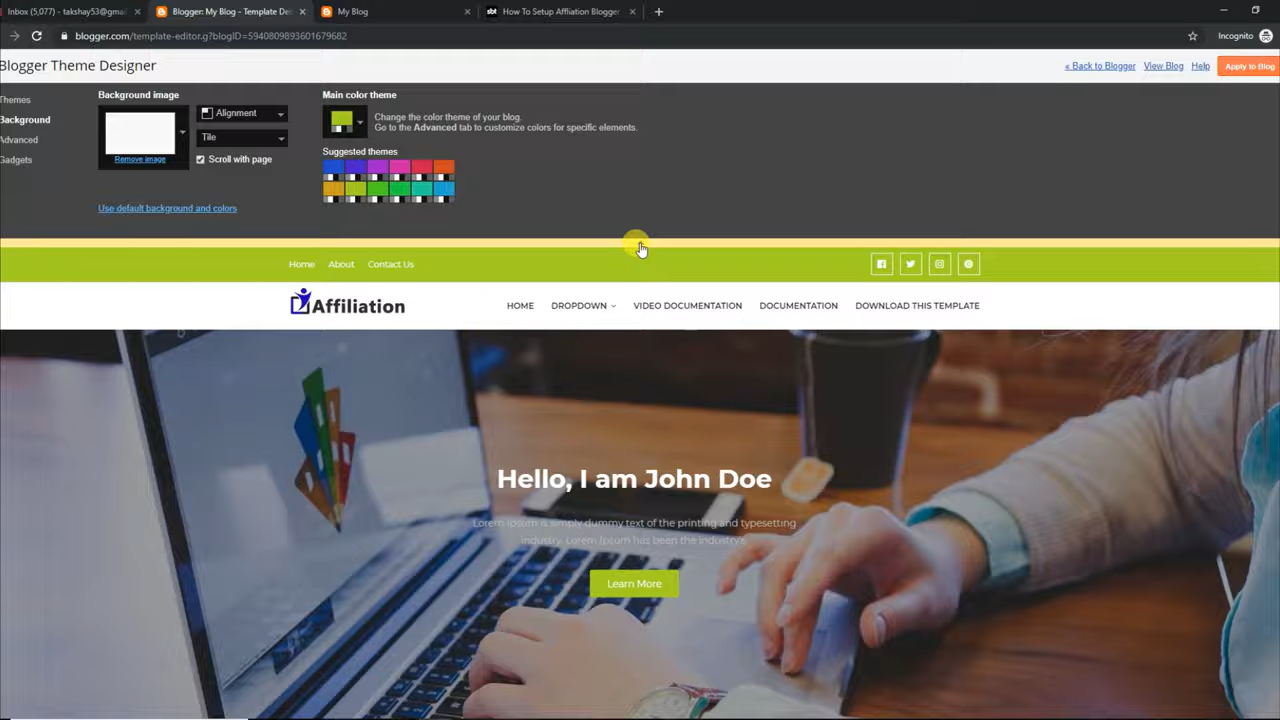 Inbox (5,077) - takshay53@gmai
Blogger: My Blog - Template Des
My Blog
How To Setup Affliation Blogger
blogger.com/template-editor.g?blogID=5940809893601679682
Incognito
Blogger Theme Designer
« Back to Blogger
View Blog
Help
Apply to Blog
Themes
Background
Advanced
Gadgets
Background image
Remove image
Alignment
Tile
Scroll with page
Use default background and colors
Main color theme
Change the color theme of your blog.
Go to the Advanced tab to customize colors for specific elements.
Suggested themes
Home
About
Contact Us
Affiliation
HOME
DROPDOWN
VIDEO DOCUMENTATION
DOCUMENTATION
DOWNLOAD THIS TEMPLATE
Hello, I am John Doe
Lorem Ipsum is simply dummy text of the printing and typesetting
industry. Lorem Ipsum has been the industry's
Learn More